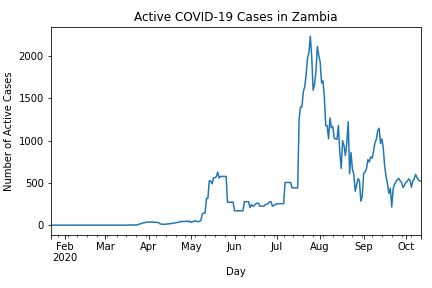 Active COVID-19 Cases in Zambia
Number of Active Cases
2000
1500
1000
500
0
Feb Mar Apr May Jun Jul Aug Sep Oct
2020
Day